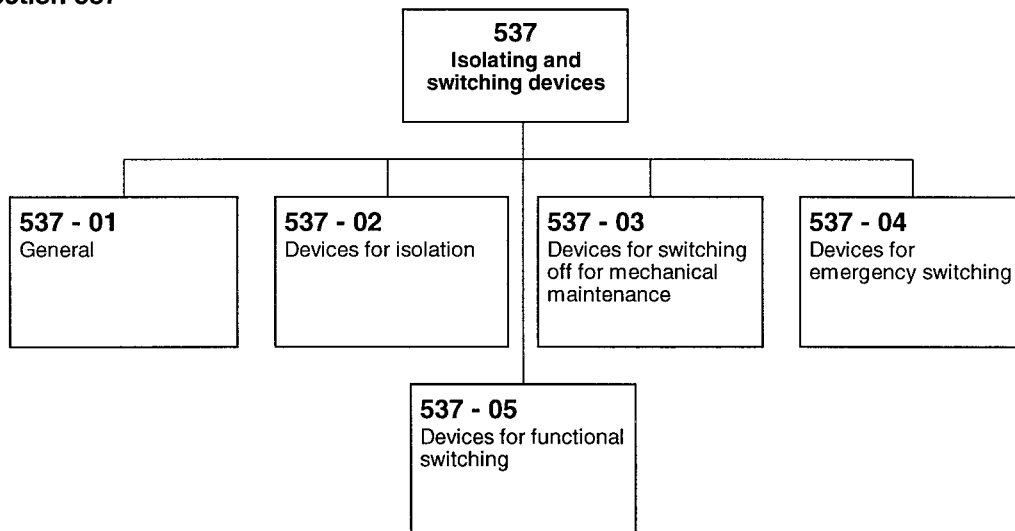 537
Isolating and
switching devices
537 - 01
General
537 - 02
Devices for isolation
537 - 03
Devices for switching
off for mechanical
maintenance
537 - 04
Devices for
emergency switching
537 - 05
Devices for functional
switching